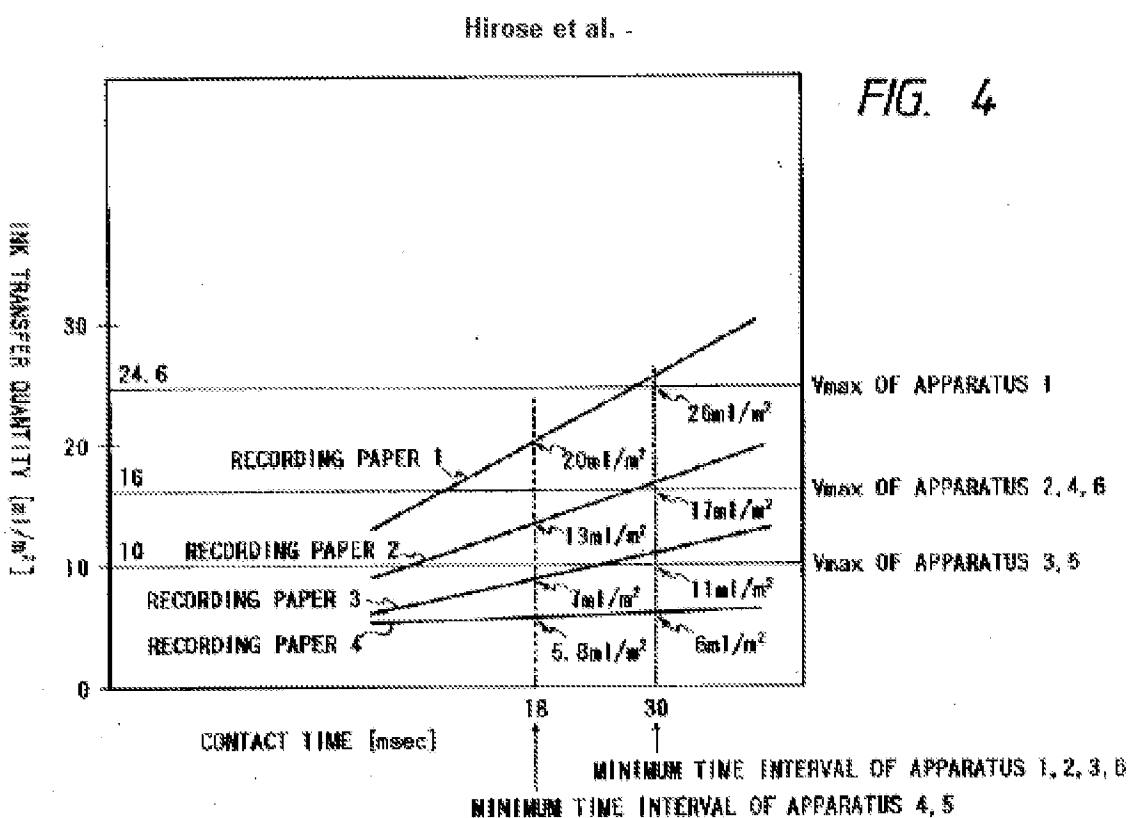 Hirose et al. -
FIG. 4
INK TRANSFER QUANTITY [ml/m²]
30
24.6
20
16
10
10
0
Vmax OF APPARATUS 1
26ml/m²
RECORDING PAPER 1
20ml/m²
Vmax OF APPARATUS 2,4,6
17ml/m²
13ml/m²
RECORDING PAPER 2
Vmax OF APPARATUS 3,5
11ml/m²
RECORDING PAPER 3
7ml/m²
RECORDING PAPER 4
5.8ml/m²
6ml/m²
18
30
CONTACT TIME [msec]
MINIMUM TIME INTERVAL OF APPARATUS 1,2,3,6
MINIMUM TIME INTERVAL OF APPARATUS 4,5